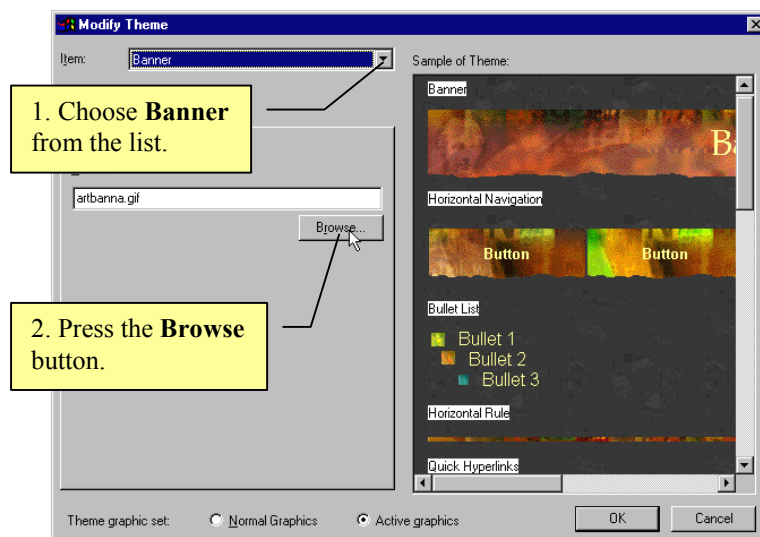 Modify Theme
Item:
Banner
Sample of Theme:
1. Choose Banner
from the list.
artbanna.gif
Browse...
2. Press the Browse
button.
Banner
Horizontal Navigation
Button
Button
Bullet List
Bullet 1
Bullet 2
Bullet 3
Horizontal Rule
Quick Hyperlinks
Theme graphic set:
Normal Graphics
Active graphics
OK
Cancel